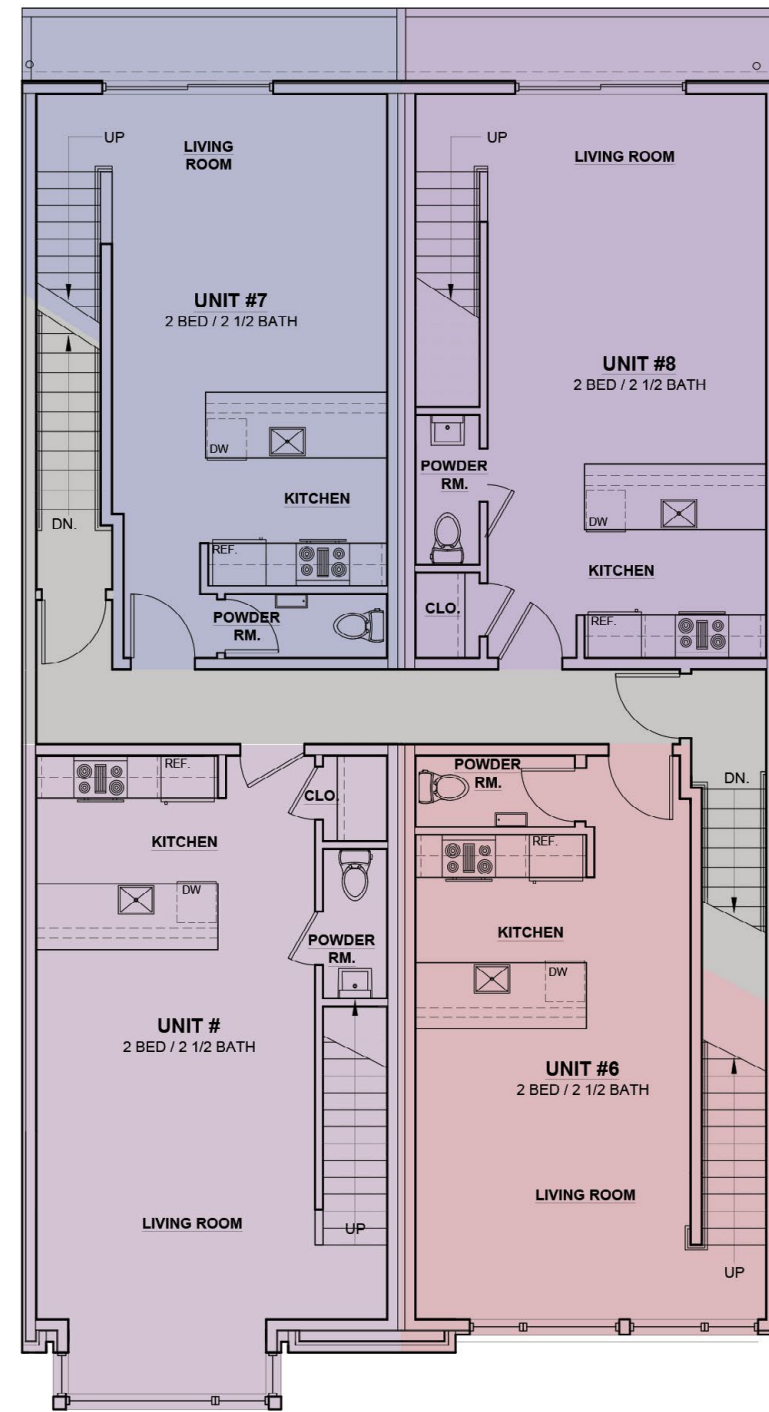 UP
LIVING
ROOM
UNIT #7
2 BED / 2 1/2 BATH
DW
KITCHEN
DN.
REF.
POWDER
RM.
UP
LIVING ROOM
UNIT #8
2 BED / 2 1/2 BATH
POWDER
RM.
DW
KITCHEN
CLO.
REF.
REF.
CLO.
KITCHEN
DW
POWDER
RM.
UNIT #
2 BED / 2 1/2 BATH
LIVING ROOM
UP
POWDER
RM.
DN.
REF.
KITCHEN
DW
UNIT #6
2 BED / 2 1/2 BATH
LIVING ROOM
UP